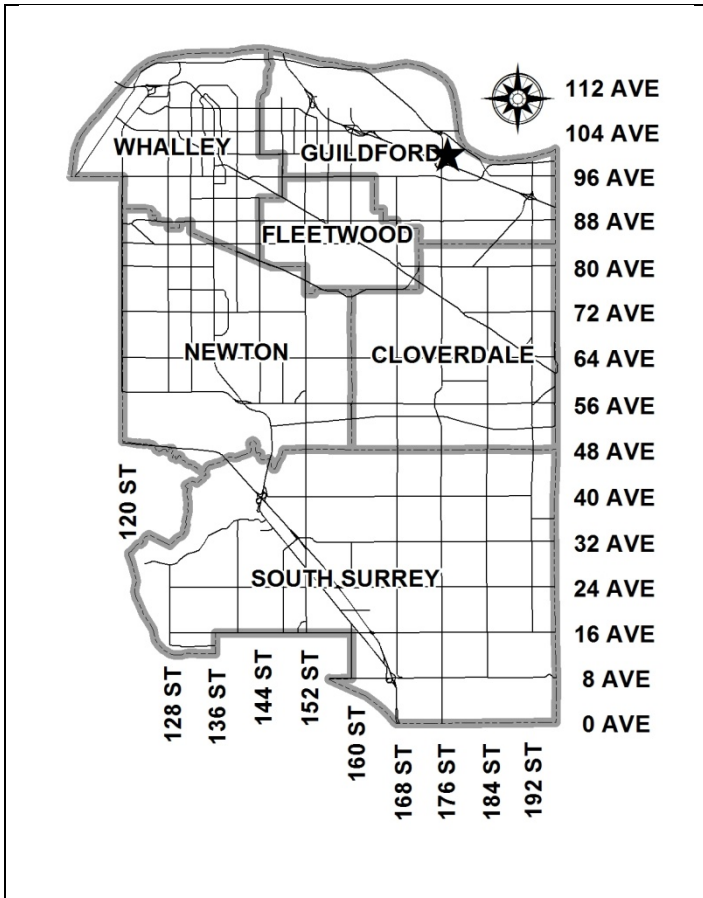 112 AVE
104 AVE
WHALLEY
GUILDFORD
96 AVE
88 AVE
FLEETWOOD
80 AVE
72 AVE
NEWTON
CLOVERDALE
64 AVE
56 AVE
48 AVE
40 AVE
120 ST
32 AVE
SOUTH SURREY
24 AVE
16 AVE
8 AVE
0 AVE
128 ST
136 ST
144 ST
152 ST
160 ST
168 ST
176 ST
184 ST
192 ST